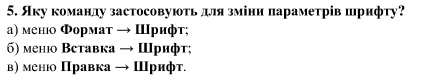 5. Яку команду застосовують для зміни параметрів шрифту?
а) меню Формат → Шрифт;
б) меню Вставка → Шрифт;
в) меню Правка → Шрифт.